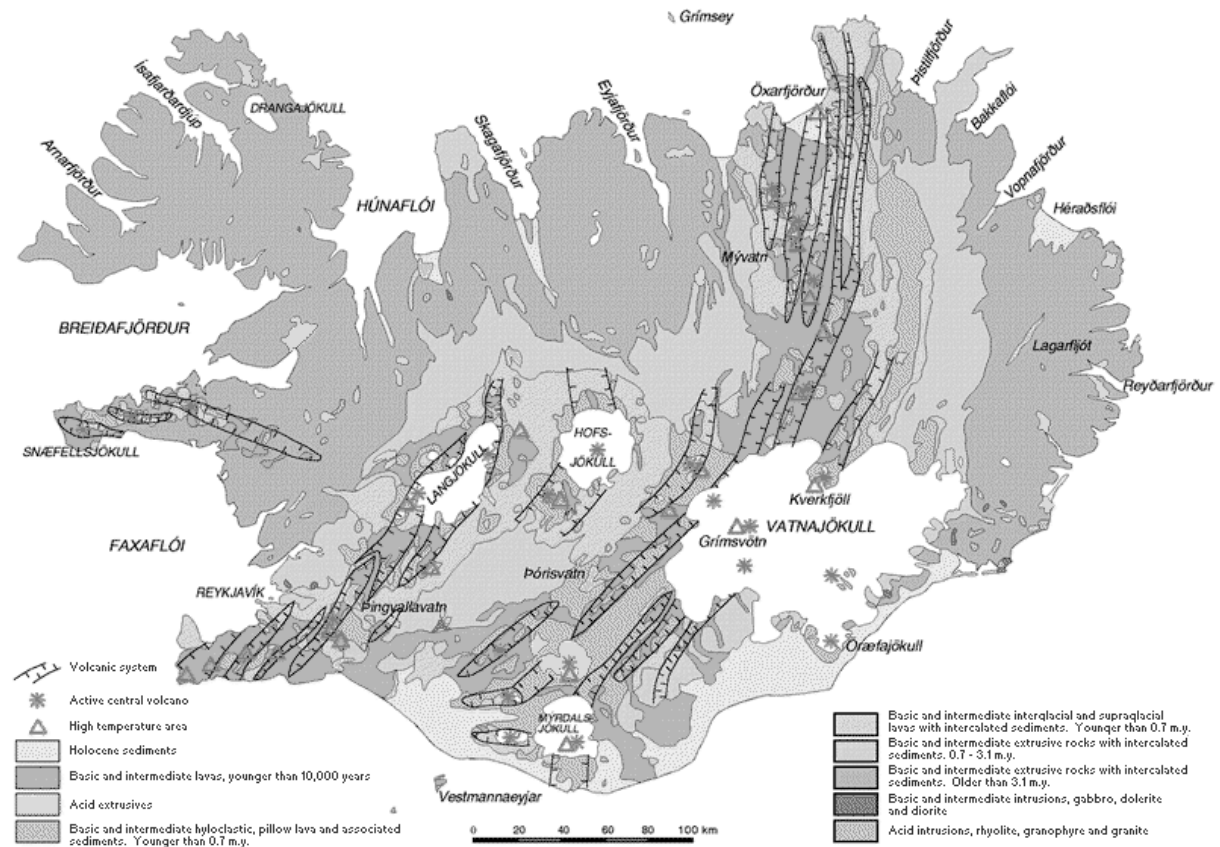 Grímsey
Ísafjarðardjúp
DRANGAJÖKULL
Arnarfjörður
HÚNAFLÓI
Skagafjörður
Eyjafjörður
Öxarfjörður
Þistilfjörður
Bakkaflói
Vopnafjörður
Héraðsflói
Mývatn
BREIÐAFJÖRÐUR
Lagarfljót
Reyðarfjörður
SNÆFELLSJÖKULL
LANGJÖKULL
HOFS-
JÖKULL
Kverkfjöll
VATNAJÖKULL
Grímsvötn
FAXAFLÓI
Þórisvatn
REYKJAVÍK
Þingvallavatn
Öræfajökull
MÝRDALS-
JÖKULL
Vestmannaeyjar
Volcanic system
Active central volcano
High temperature area
Holocene sediments
Basic and intermediate lavas, younger than 10,000 years
Acid extrusives
Basic and intermediate hyloclastic, pillow lava and associated
sediments. Younger than 0.7 m.y.
0 20 40 60 80 100 km
Basic and intermediate interglacial and supraglacial
lavas with intercalated sediments. Younger than 0.7 m.y.
Basic and intermediate extrusive rocks with intercalated
sediments. 0.7 - 3.1 m.y.
Basic and intermediate extrusive rocks with intercalated
sediments. Older than 3.1 m.y.
Basic and intermediate intrusions, gabbro, dolerite
and diorite
Acid intrusions, rhyolite, granophyre and granite